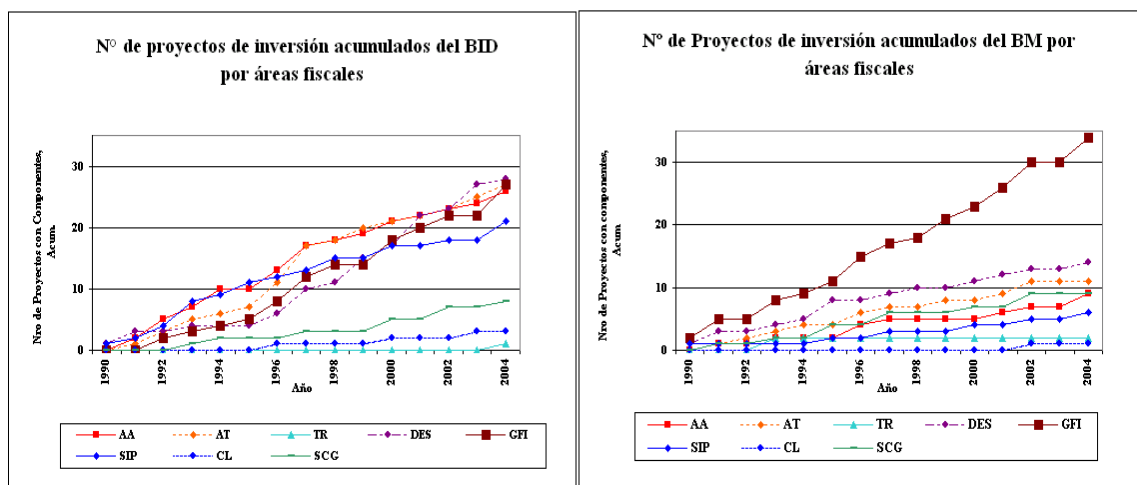 N° de proyectos de inversión acumulados del BID
por áreas fiscales
Nro de Proyectos con Componentes,
Acum.
30
20
10
0
1990
1992
1994
1996
1998
2000
2002
2004
Año
AA
AT
TR
DES
GFI
SIP
CL
SCG
Nº de Proyectos de inversión acumulados del BM por
áreas fiscales
Nro de Proyectos con componentes,
Acum.
30
20
10
0
1990
1992
1994
1996
1998
2000
2002
2004
Año
AA
AT
TR
DES
GFI
SIP
CL
SCG